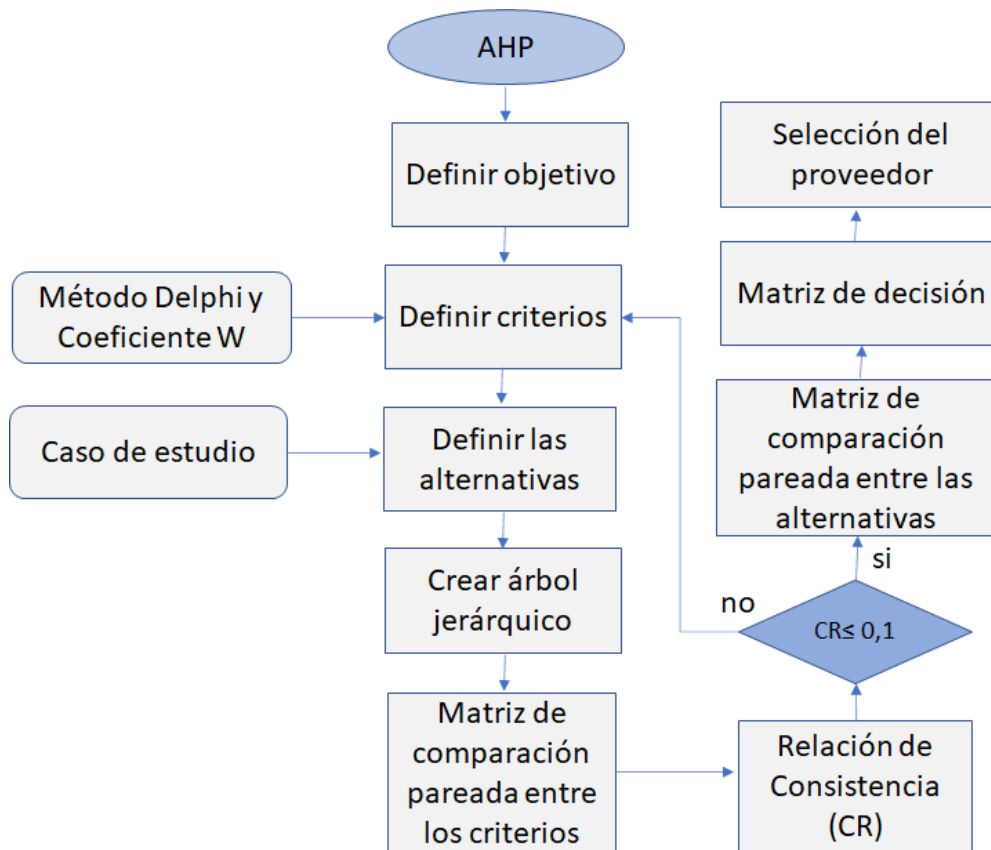 AHP
Definir objetivo
Método Delphi y
Coeficiente W
Definir criterios
Caso de estudio
Definir las
alternativas
Crear árbol
jerárquico
Matriz de
comparación
pareada entre
los criterios
Relación de
Consistencia
(CR)
CR≤ 0,1
no
si
Matriz de
comparación
pareada entre las
alternativas
Matriz de decisión
Selección del
proveedor